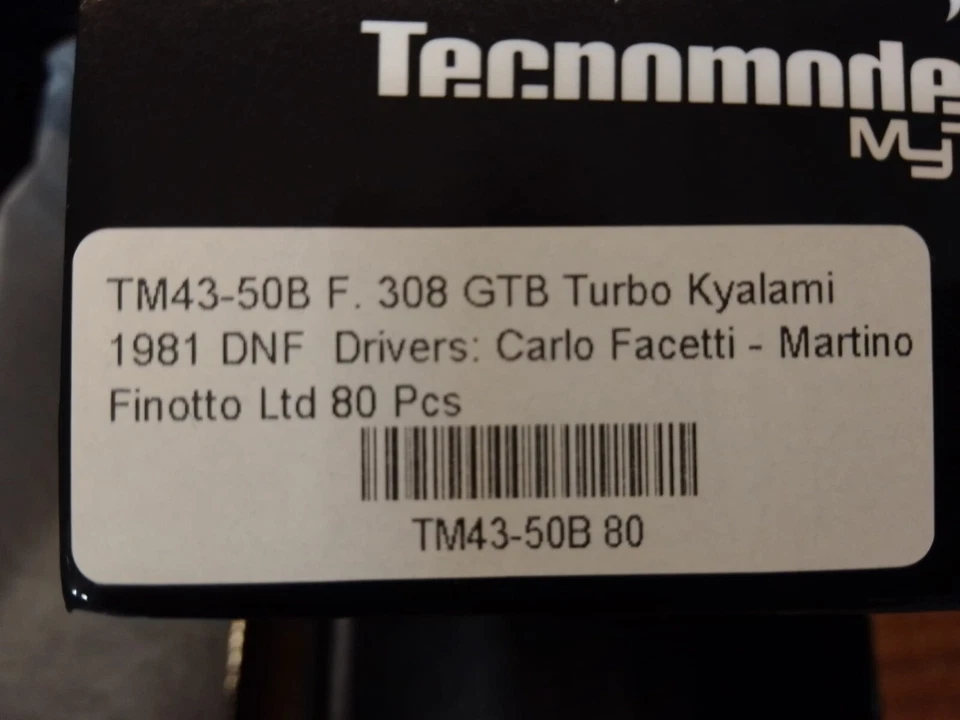 Tecnomode
My
TM43-50B F. 308 GTB Turbo Kyalami
1981 DNF Drivers: Carlo Facetti - Martino
Finotto Ltd 80 Pcs
TM43-50B 80